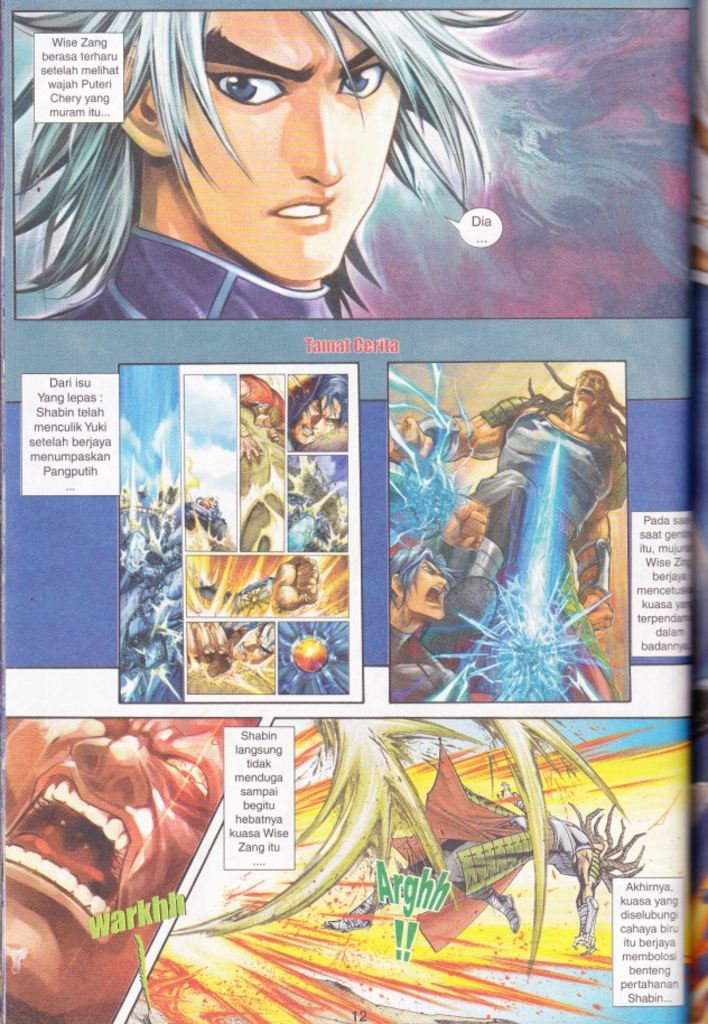 Wise Zang
berasa terharu
setelah melihat
wajah Puteri
Chery yang
muram itu...
Dia
...
Tamat Cerita
Dari isu
Yang lepas :
Shabin telah
menculik Yuki
setelah berjaya
menumpaskan
Pangputih
...
Pada
saat
itu,
Wise
berjaya
kuasa
dalam
badannya
Shabin
langsung
tidak
menduga
sampai
begitu
hebatnya
kuasa Wise
Zang itu
....
warkhh
!
Arghh
!!
Akhirnya,
kuasa yang
diselubungi
cahaya biru
itu berjaya
membolosi
benteng
pertahanan
Shabin...
12